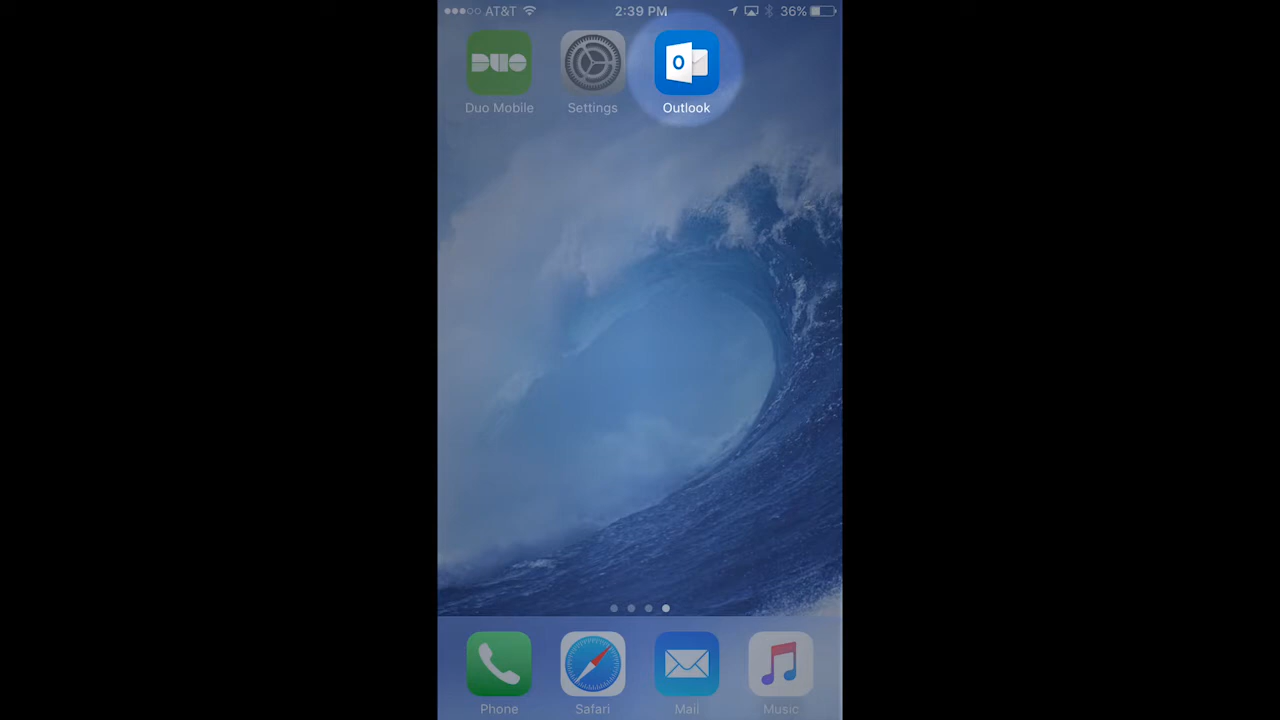 AT&T 2:39 PM 36%
DUO O
Duo Mobile Settings Outlook
Phone Safari Mail Music